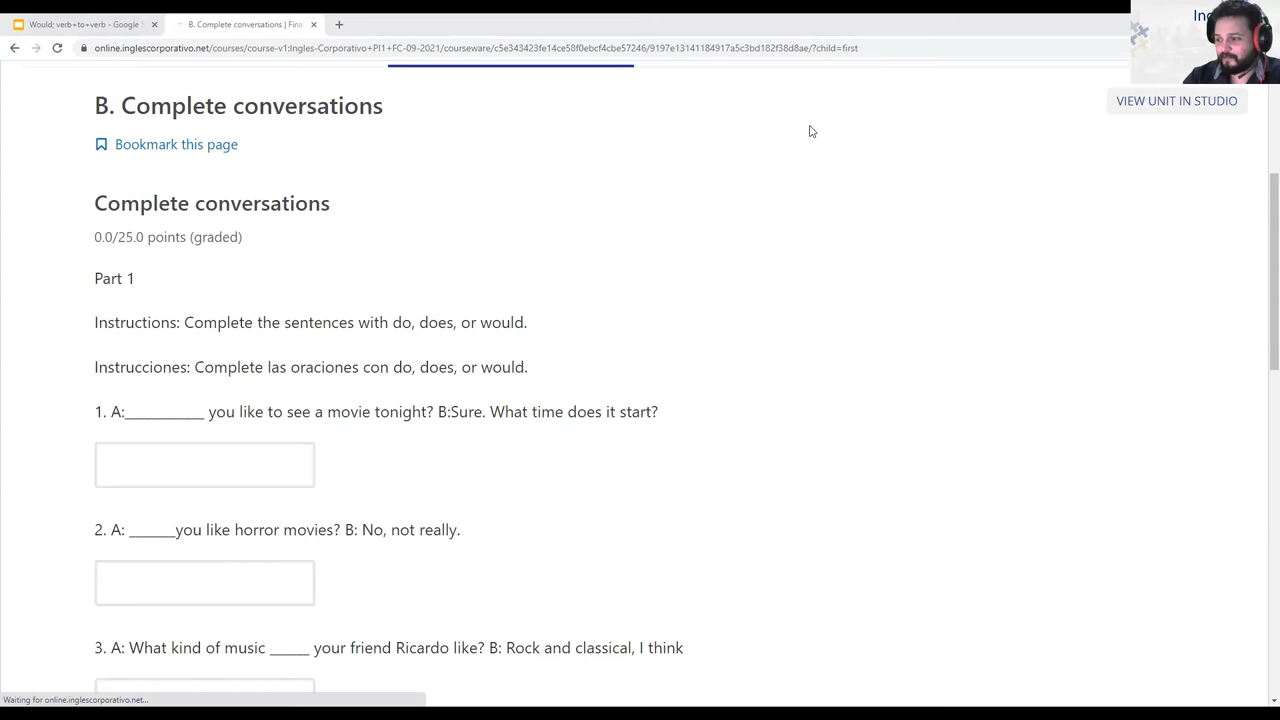 Would; verb+to+verb - Google S
B. Complete conversations | Fina
online.inglescorporativo.net/courses/course-v1:Ingles-Corporativo+PI1+FC-09-2021/courseware/c5e343423fe14ce58f0ebcf4cbe57246/9197e13141184917a5c3bd182f38d8ae/?child=first
B. Complete conversations
VIEW UNIT IN STUDIO
Bookmark this page
Complete conversations
0.0/25.0 points (graded)
Part 1
Instructions: Complete the sentences with do, does, or would.
Instrucciones: Complete las oraciones con do, does, or would.
1. A:___________ you like to see a movie tonight? B:Sure. What time does it start?
2. A: ______you like horror movies? B: No, not really.
3. A: What kind of music _____ your friend Ricardo like? B: Rock and classical, I think
Waiting for online.inglescorporativo.net...